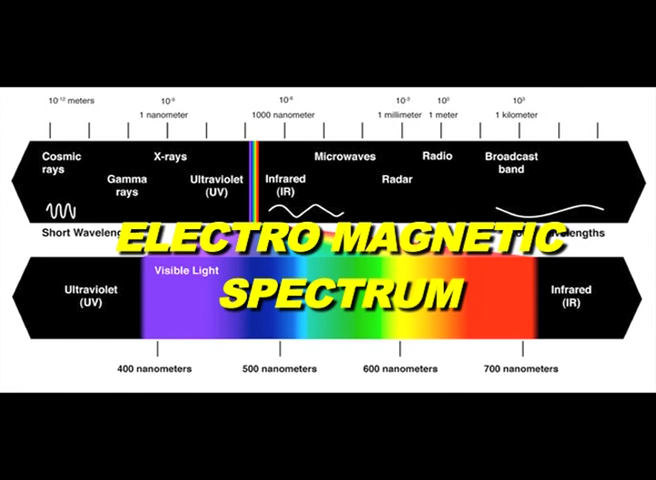 10⁻¹² meters 10⁻⁹ 10⁻⁶ 10⁻³ 10⁰ 10³
1 nanometer 1000 nanometer 1 millimeter 1 meter 1 kilometer
Cosmic rays
Gamma rays
X-rays
Ultraviolet (UV)
Infrared (IR)
Microwaves
Radar
Radio
Broadcast band
Short
ELECTRO MAGNETIC
SPECTRUM
Visible Light
Ultraviolet (UV)
Infrared (IR)
400 nanometers 500 nanometers 600 nanometers 700 nanometers